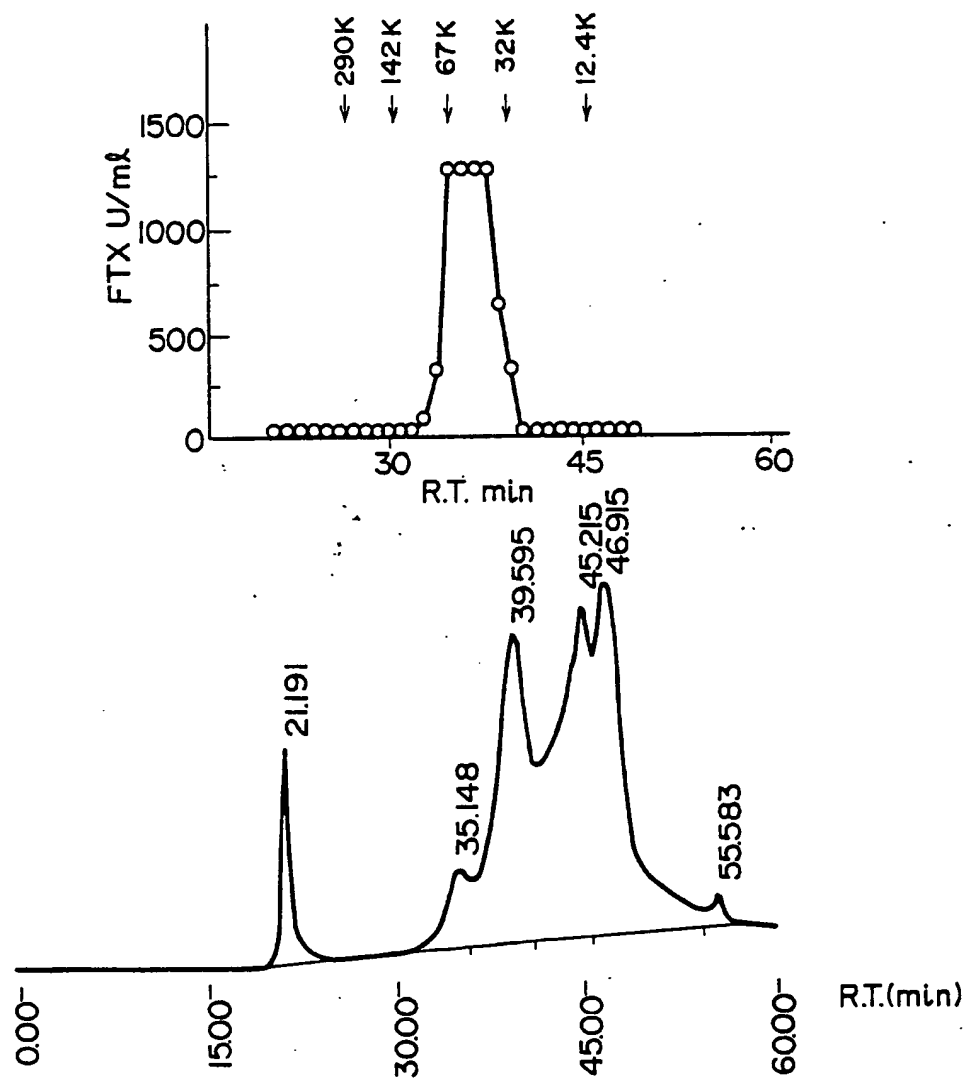 290K
142K
67K
32K
12.4K
1500
1000
500
0
FTX U/mℓ
30
45
60
R.T. min
21.191
35.148
39.595
45.215
46.915
55.583
0.00
15.00
30.00
45.00
60.00
R.T.(min)